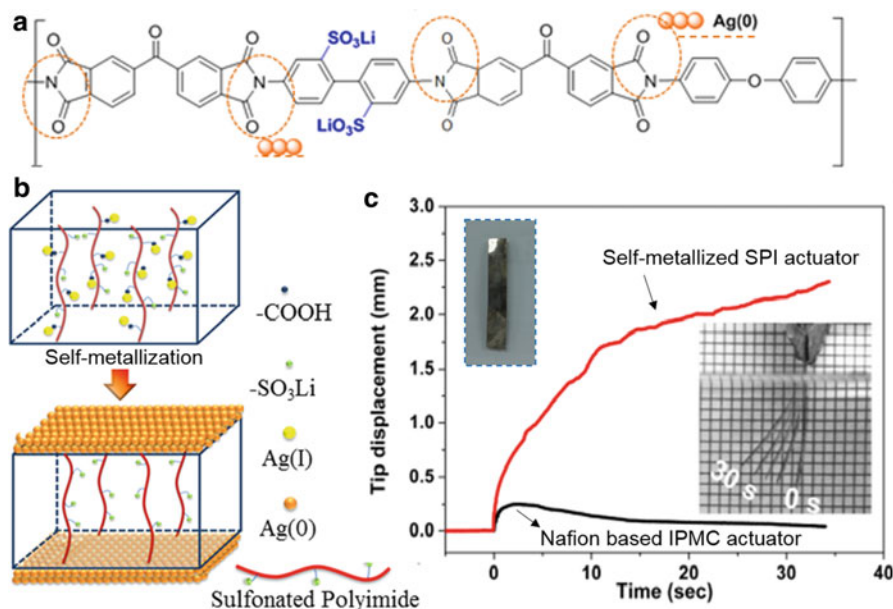 a
SO₃Li
LiO₃S
O O O O O O O O O O O
N N N N
Ag(0)
b
Self-metallization
-COOH
-SO₃Li
Ag(I)
Ag(0)
Sulfonated Polyimide
c
Tip displacement (mm)
3.0
2.5
2.0
1.5
1.0
0.5
0.0
Self-metallized SPI actuator
30 s
0 s
Nafion based IPMC actuator
0 10 20 30 40
Time (sec)